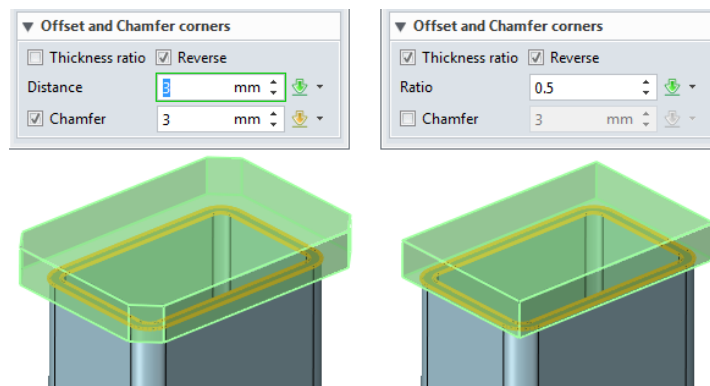 Offset and Chamfer corners
Thickness ratio Reverse
Distance 3 mm
Chamfer 3 mm
Offset and Chamfer corners
Thickness ratio Reverse
Ratio 0.5
Chamfer 3 mm